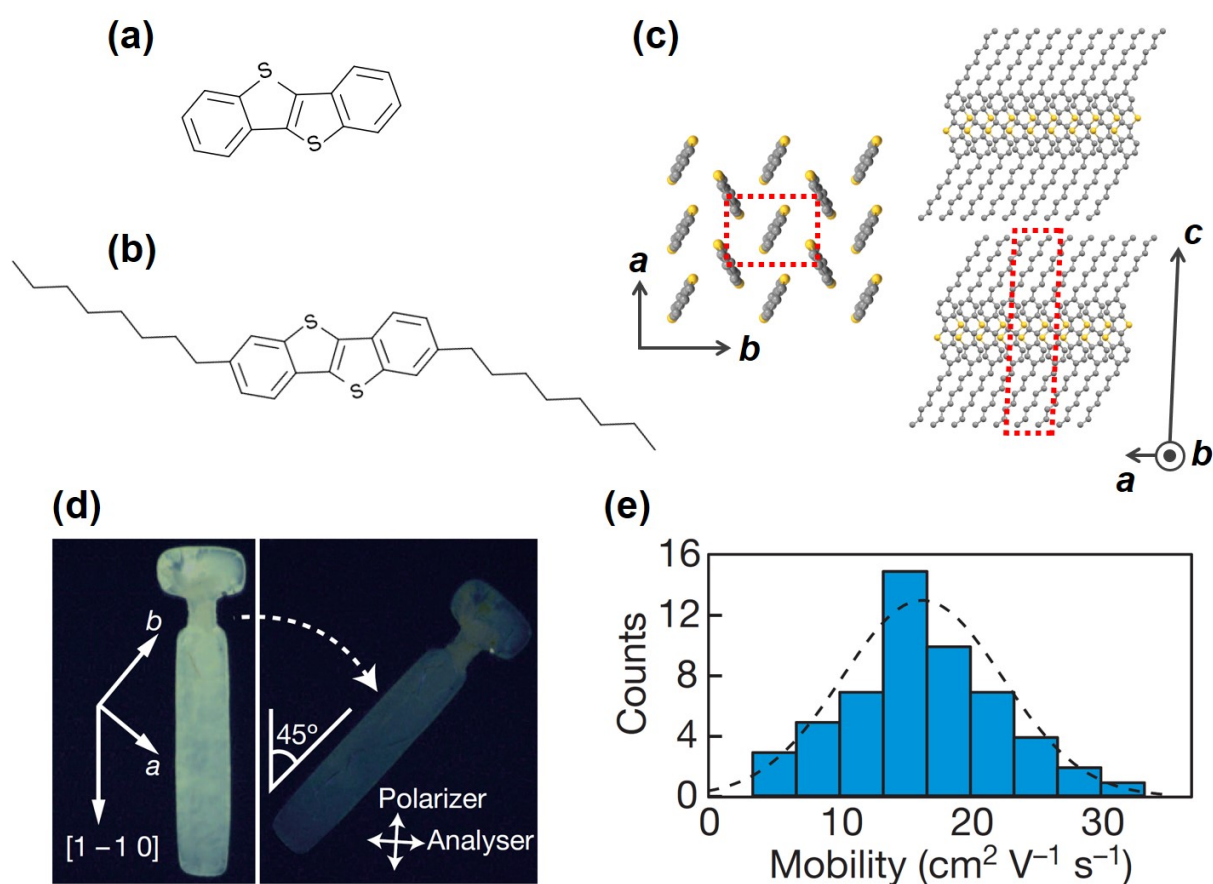 (a)
S
S
(b)
S
S
(c)
a
b
c
a
b
(d)
b
a
[1 −1 0]
45º
Polarizer
Analyser
(e)
Counts
16
12
8
4
0
0
10
20
30
Mobility (cm² V⁻¹ s⁻¹)